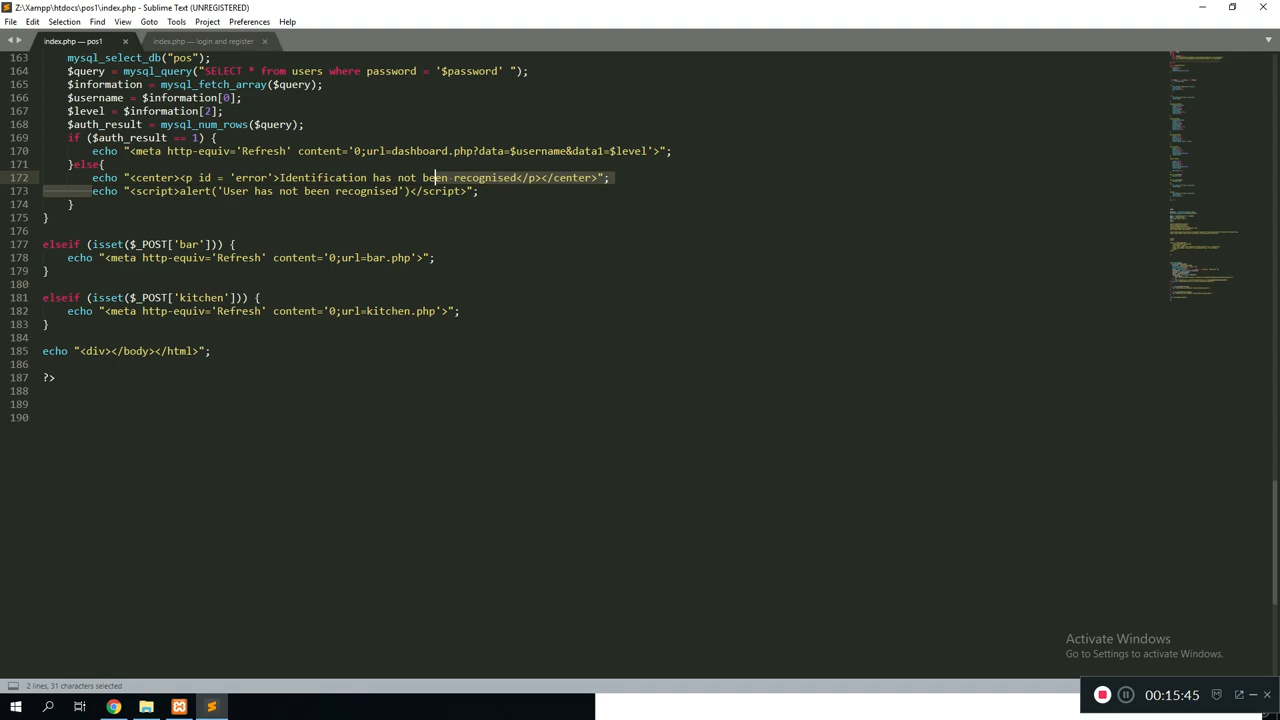 Z:\Xampp\htdocs\pos1\index.php - Sublime Text (UNREGISTERED)
File Edit Selection Find View Goto Tools Project Preferences Help
index.php — pos1 × index.php — login and register ×
163 mysql_select_db("pos");
164 $query = mysql_query("SELECT * from users where password = '$password' ");
165 $information = mysql_fetch_array($query);
166 $username = $information[0];
167 $level = $information[2];
168 $auth_result = mysql_num_rows($query);
169 if ($auth_result == 1) {
170 echo "<meta http-equiv='Refresh' content='0;url=dashboard.php?data=$username&data1=$level'>";
171 }else{
172 echo "<center><p id = 'error'>Identification has not been recognised</p></center>";
173 echo "<script>alert('User has not been recognised')</script>";
174 }
175 }
176
177 elseif (isset($_POST['bar'])) {
178 echo "<meta http-equiv='Refresh' content='0;url=bar.php'>";
179 }
180
181 elseif (isset($_POST['kitchen'])) {
182 echo "<meta http-equiv='Refresh' content='0;url=kitchen.php'>";
183 }
184
185 echo "<div></body></html>";
186
187 ?>
188
189
190
Activate Windows
Go to Settings to activate Windows.
2 lines, 31 characters selected
00:15:45